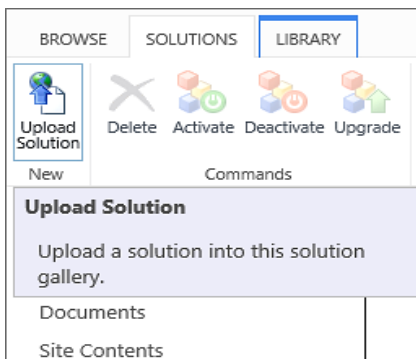 BROWSE SOLUTIONS LIBRARY
Upload Solution Delete Activate Deactivate Upgrade
New Commands
Upload Solution
Upload a solution into this solution
gallery.
Documents
Site Contents